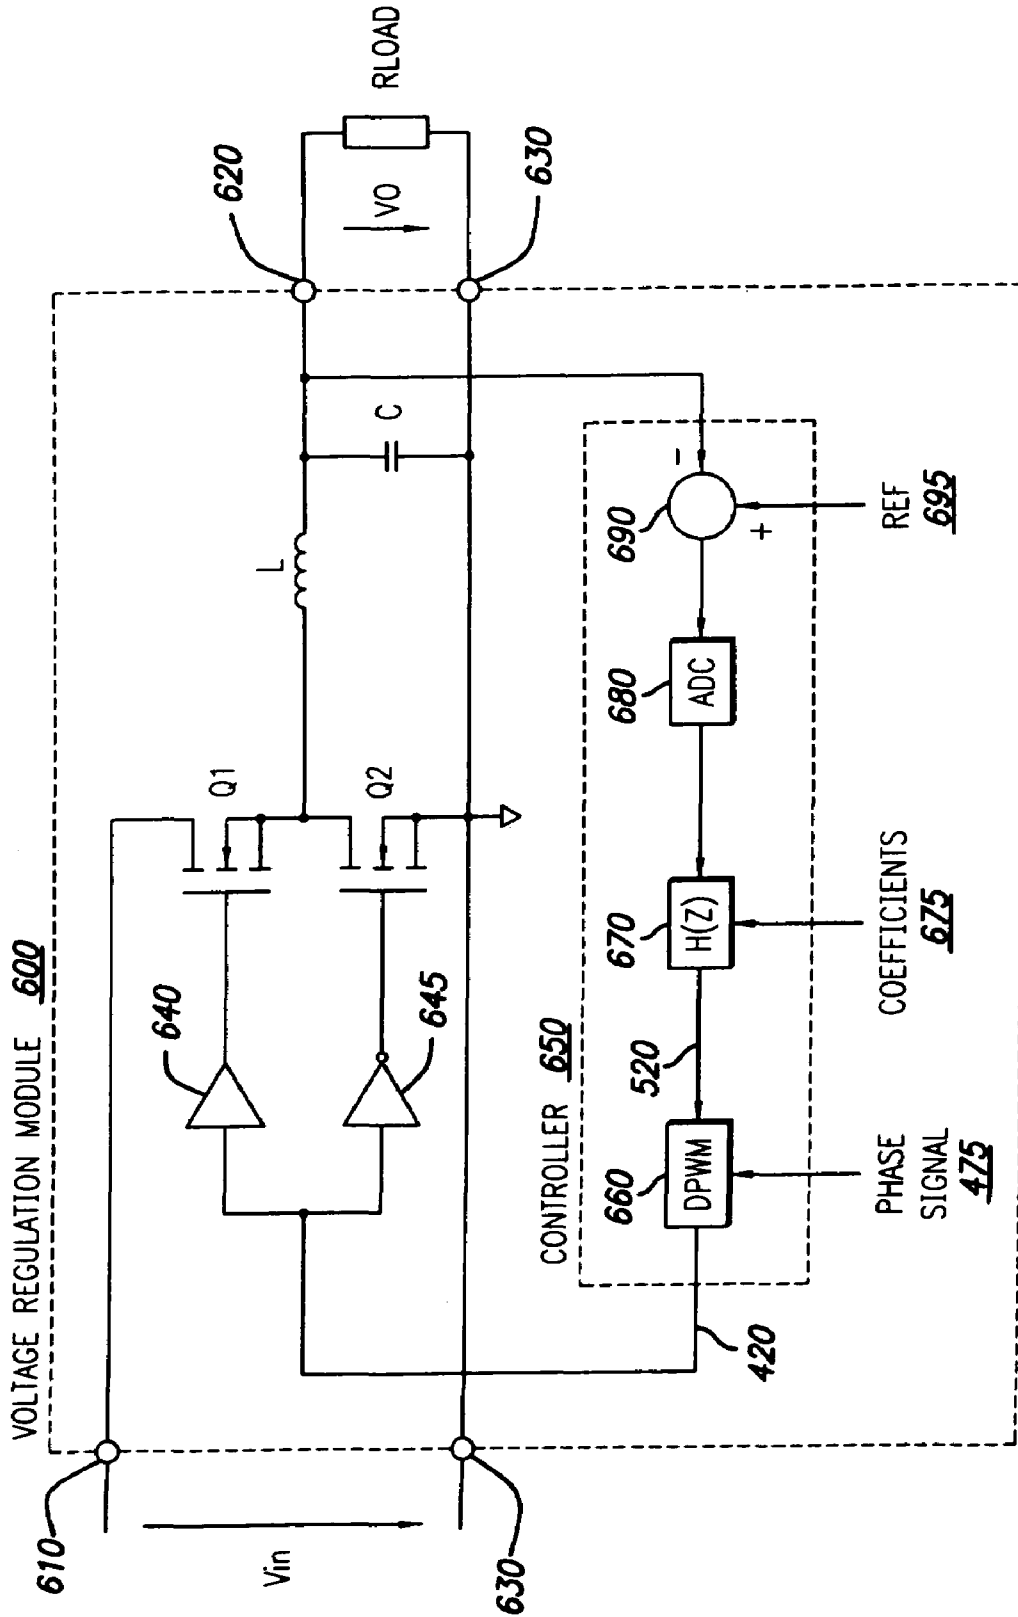 VOLTAGE REGULATION MODULE 600
610
Vin
630
640
645
Q1
Q2
L
C
620
630
VO
RLOAD
CONTROLLER 650
420
660
DPWM
520
670
H(Z)
680
ADC
690
-
+
PHASE
SIGNAL
475
COEFFICIENTS
675
REF
695